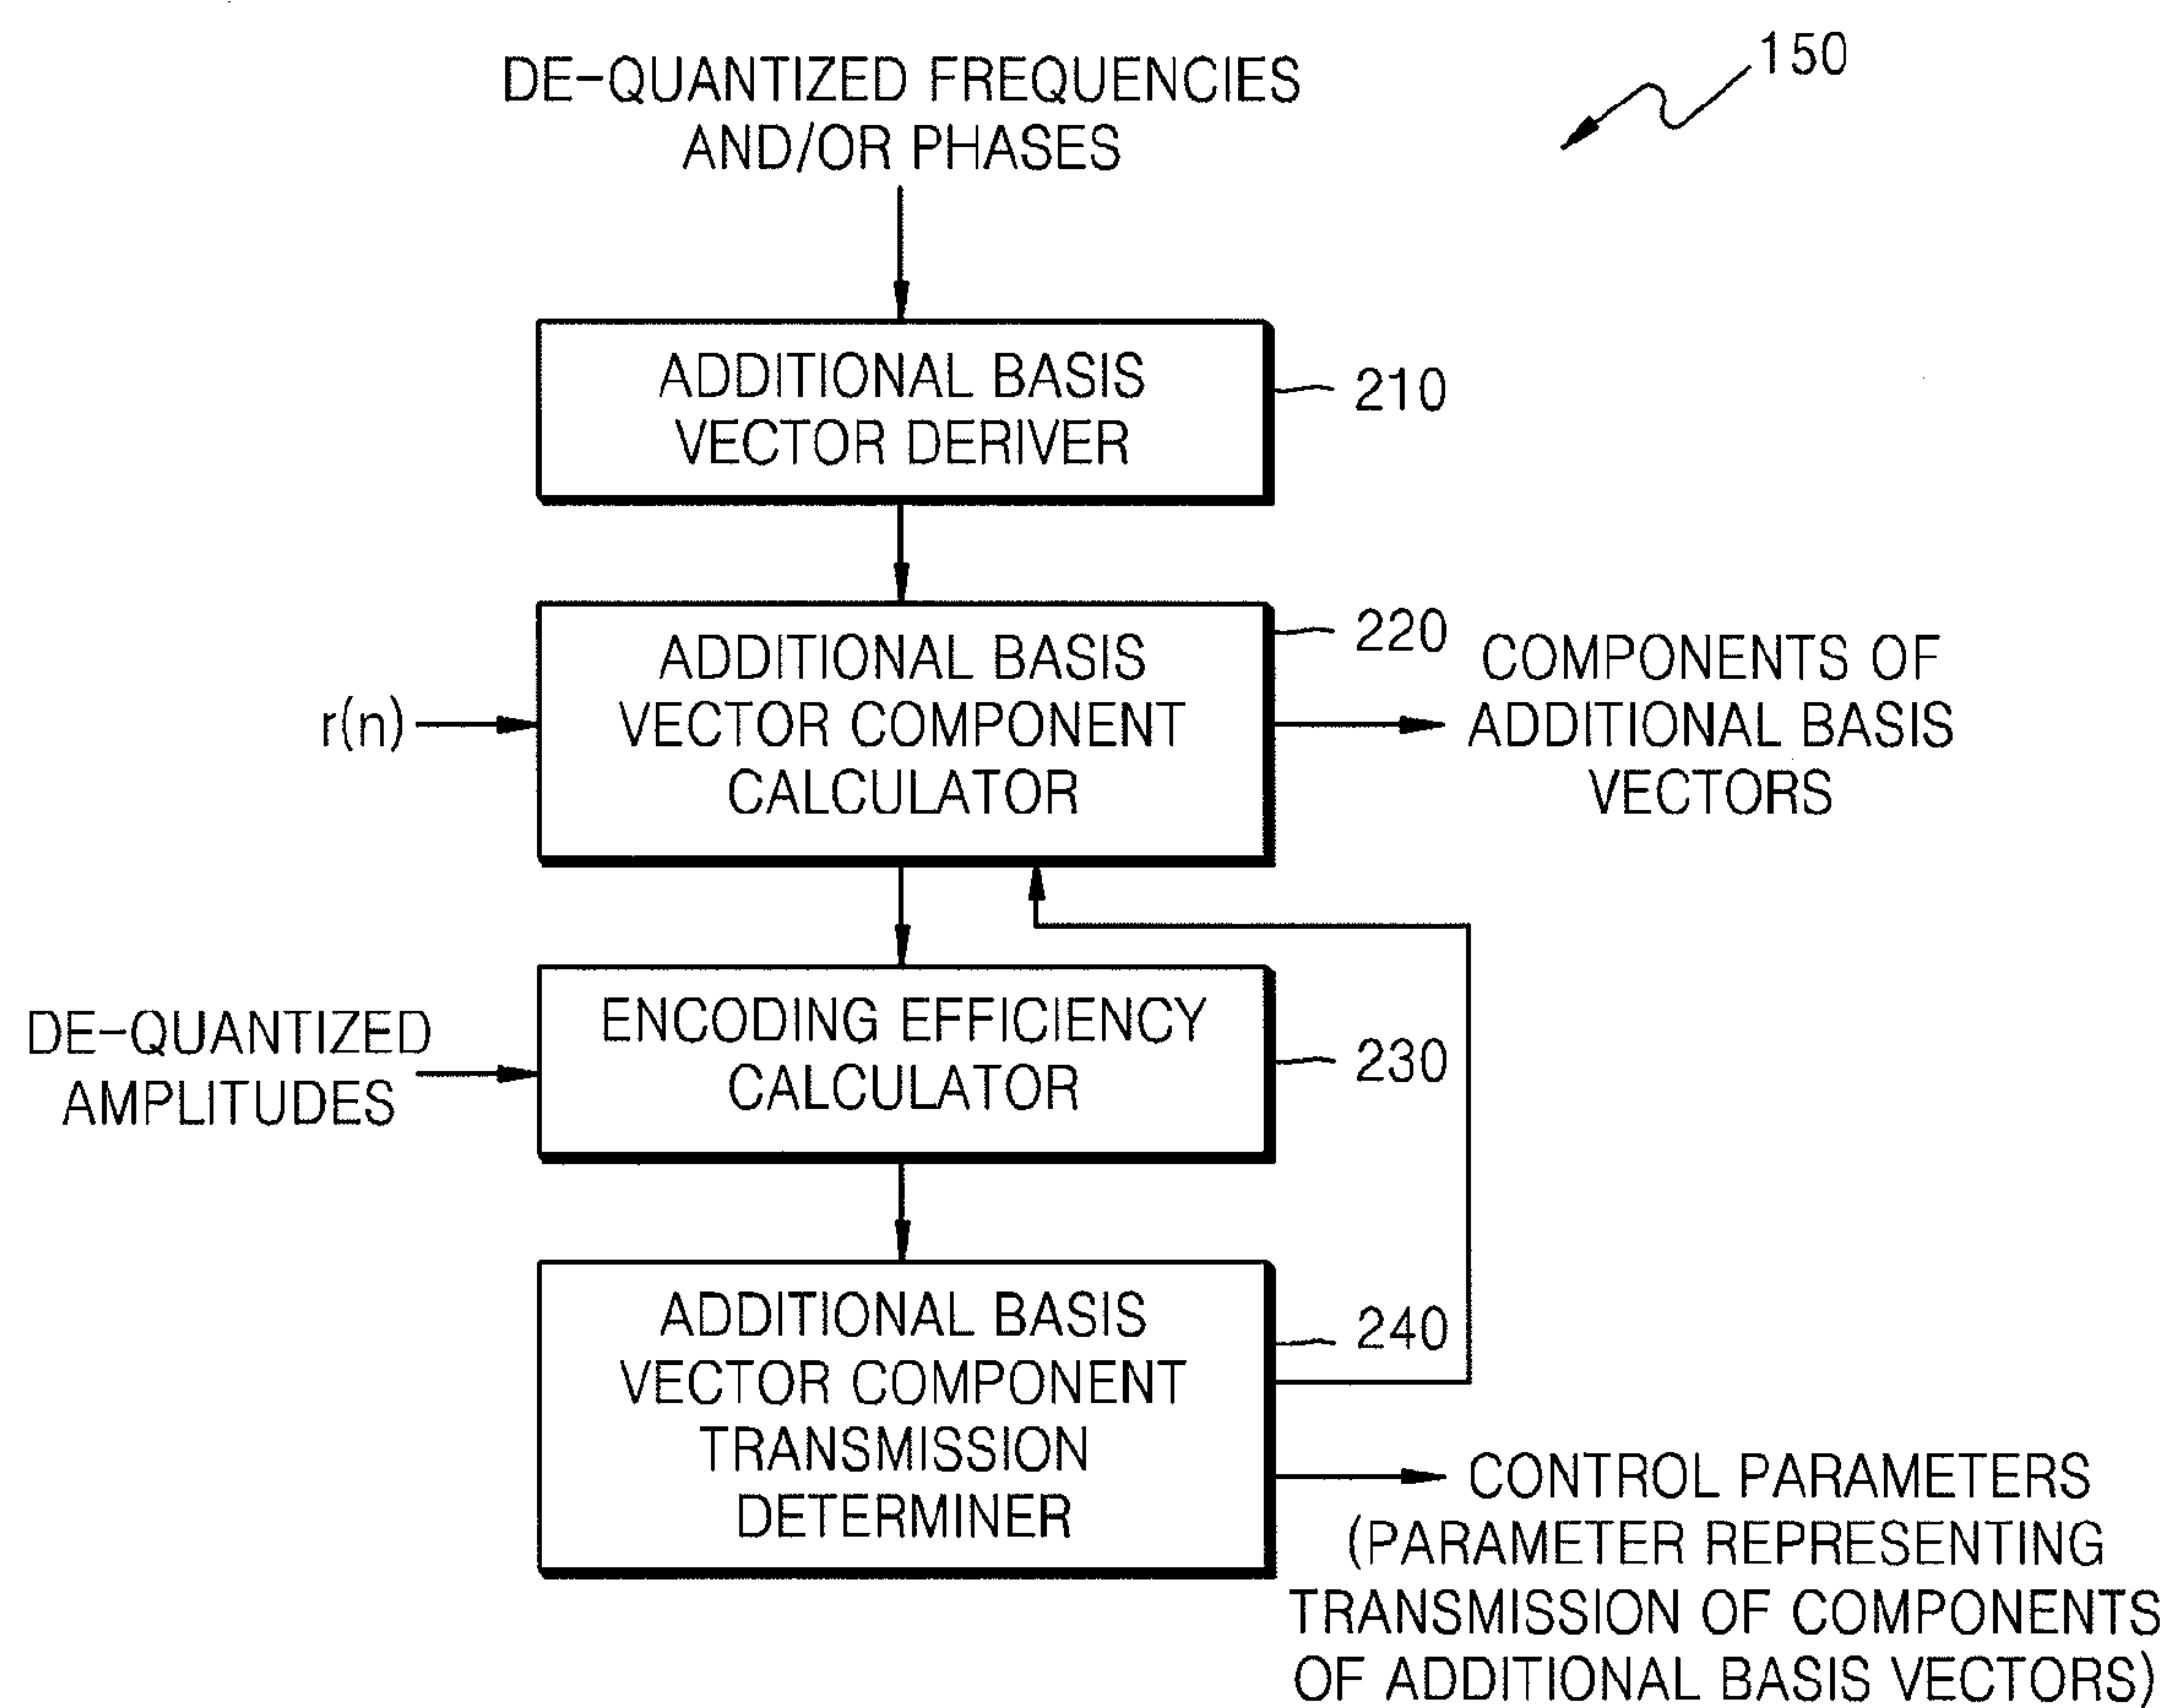 150
DE-QUANTIZED FREQUENCIES
AND/OR PHASES
ADDITIONAL BASIS
VECTOR DERIVER
210
ADDITIONAL BASIS
VECTOR COMPONENT
CALCULATOR
220
r(n)
COMPONENTS OF
ADDITIONAL BASIS
VECTORS
ENCODING EFFICIENCY
CALCULATOR
230
DE-QUANTIZED
AMPLITUDES
ADDITIONAL BASIS
VECTOR COMPONENT
TRANSMISSION
DETERMINER
240
CONTROL PARAMETERS
(PARAMETER REPRESENTING
TRANSMISSION OF COMPONENTS
OF ADDITIONAL BASIS VECTORS)